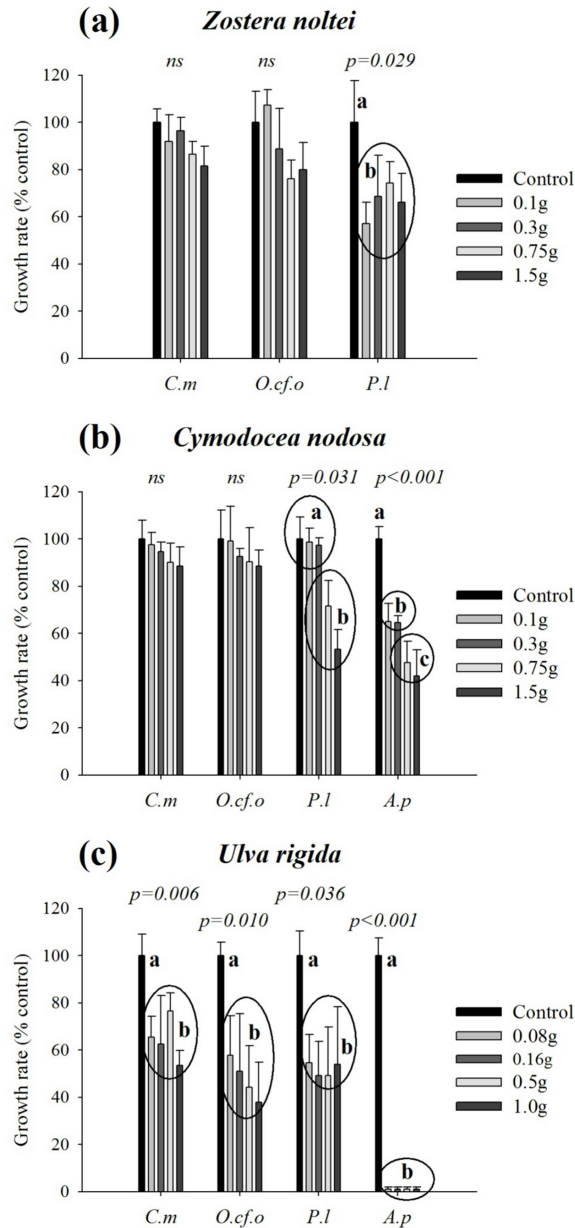 (a) Zostera noltei
ns ns p=0.029
Growth rate (% control)
120
100
80
60
40
20
0
a
b
C.m O.cf.o P.l
Control
0.1g
0.3g
0.75g
1.5g
(b) Cymodocea nodosa
ns ns p=0.031 p<0.001
Growth rate (% control)
120
100
80
60
40
20
0
a a
b b
c
C.m O.cf.o P.l A.p
Control
0.1g
0.3g
0.75g
1.5g
(c) Ulva rigida
p=0.006 p=0.036
p=0.010 p<0.001
Growth rate (% control)
120
100
80
60
40
20
0
a a a a
b b b
b
C.m O.cf.o P.l A.p
Control
0.08g
0.16g
0.5g
1.0g